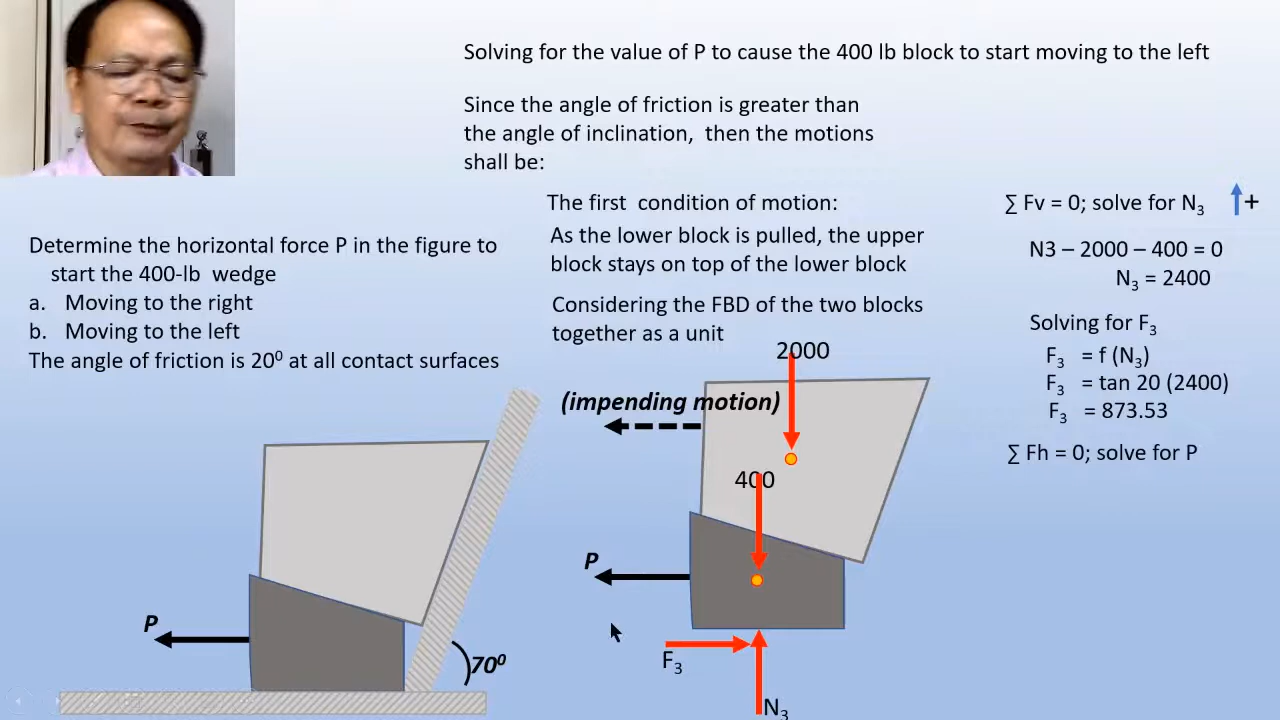 Solving for the value of P to cause the 400 lb block to start moving to the left
Since the angle of friction is greater than
the angle of inclination, then the motions
shall be:
The first condition of motion:
As the lower block is pulled, the upper
block stays on top of the lower block
Considering the FBD of the two blocks
together as a unit
Determine the horizontal force P in the figure to
start the 400-lb wedge
a. Moving to the right
b. Moving to the left
The angle of friction is 20⁰ at all contact surfaces
P
70⁰
2000
(impending motion)
400
P
F₃
N₃
∑ Fv = 0; solve for N₃ +
N3 – 2000 – 400 = 0
N₃ = 2400
Solving for F₃
F₃ = f (N₃)
F₃ = tan 20 (2400)
F₃ = 873.53
∑ Fh = 0; solve for P